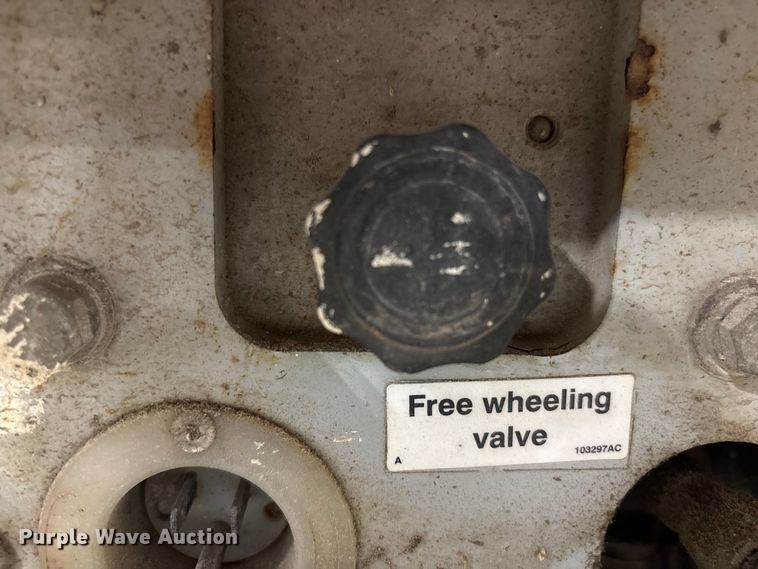 Free wheeling
valve
A
103297AC
Purple Wave Auction